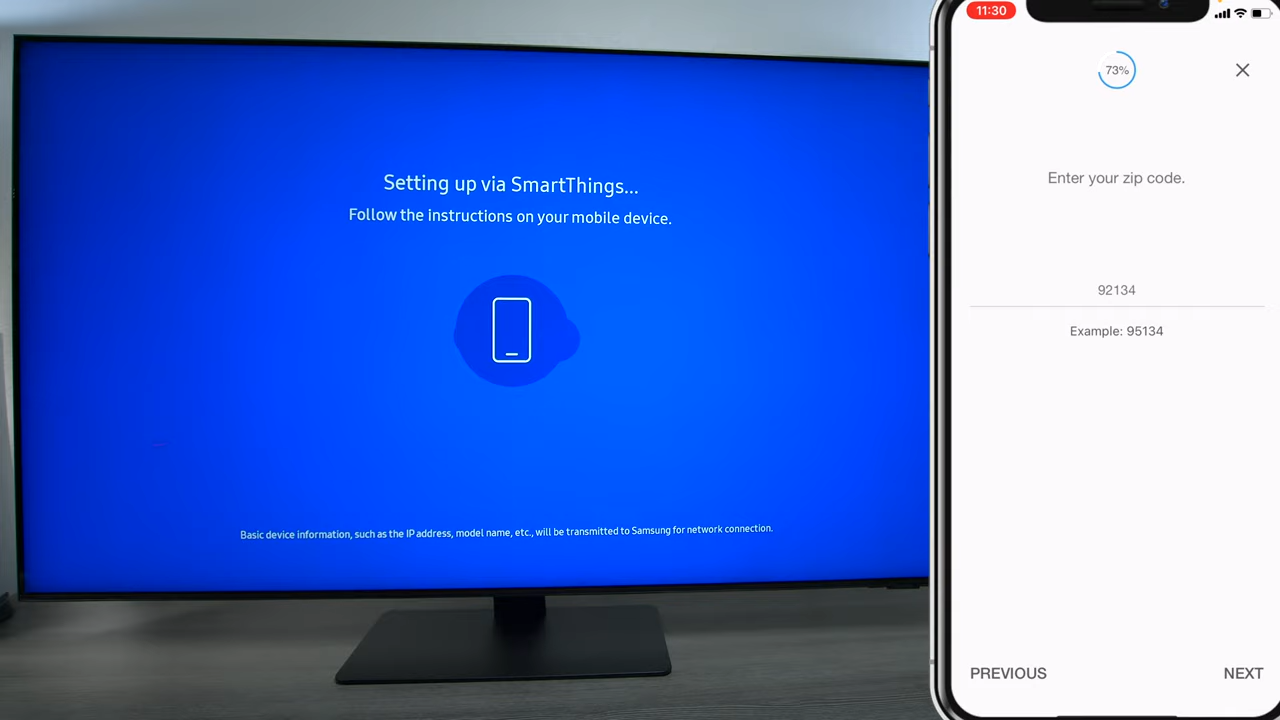 Setting up via SmartThings...
Follow the instructions on your mobile device.
Basic device information, such as the IP address, model name, etc., will be transmitted to Samsung for network connection.
11:30
73%
Enter your zip code.
92134
Example: 95134
PREVIOUS
NEXT